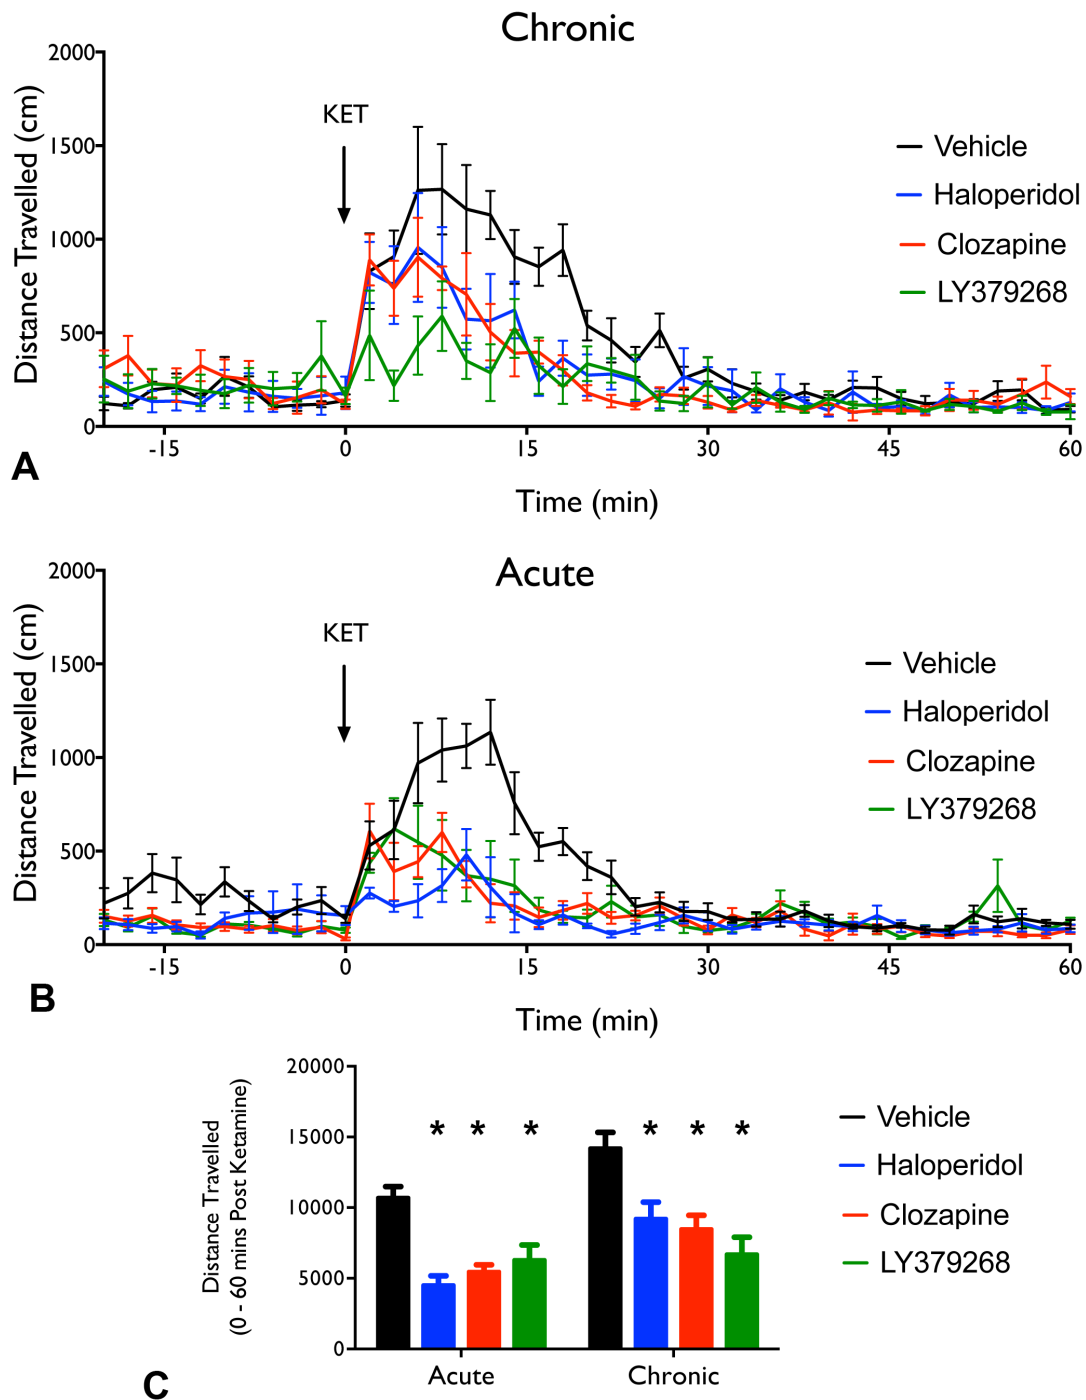 Chronic
2000
1500
1000
500
0
Distance Travelled (cm)
KET
Vehicle
Haloperidol
Clozapine
LY379268
-15 0 15 30 45 60
A
Time (min)
Acute
2000
1500
1000
500
0
Distance Travelled (cm)
KET
Vehicle
Haloperidol
Clozapine
LY379268
-15 0 15 30 45 60
B
Time (min)
20000
15000
10000
5000
0
Distance Travelled
(0 - 60 mins Post Ketamine)
* * * * * *
Vehicle
Haloperidol
Clozapine
LY379268
Acute Chronic
C